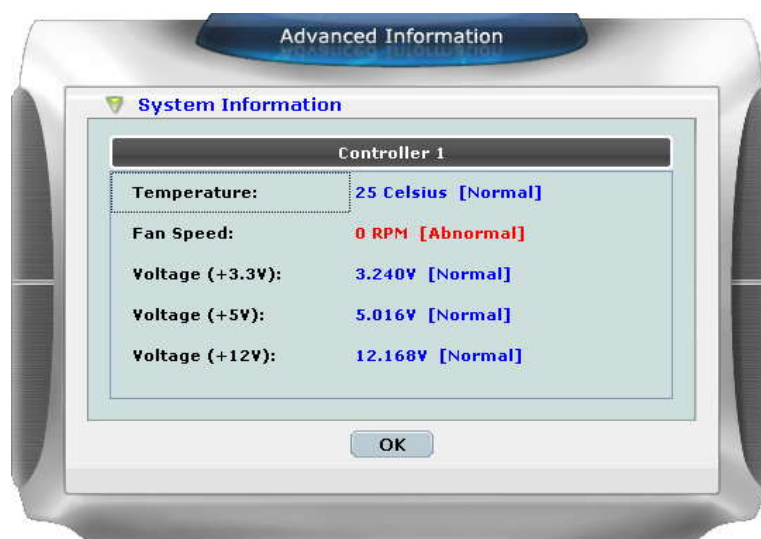 Advanced Information
System Information
Controller 1
Temperature: 25 Celsius [Normal]
Fan Speed: 0 RPM [Abnormal]
Voltage (+3.3V): 3.240V [Normal]
Voltage (+5V): 5.016V [Normal]
Voltage (+12V): 12.168V [Normal]
OK